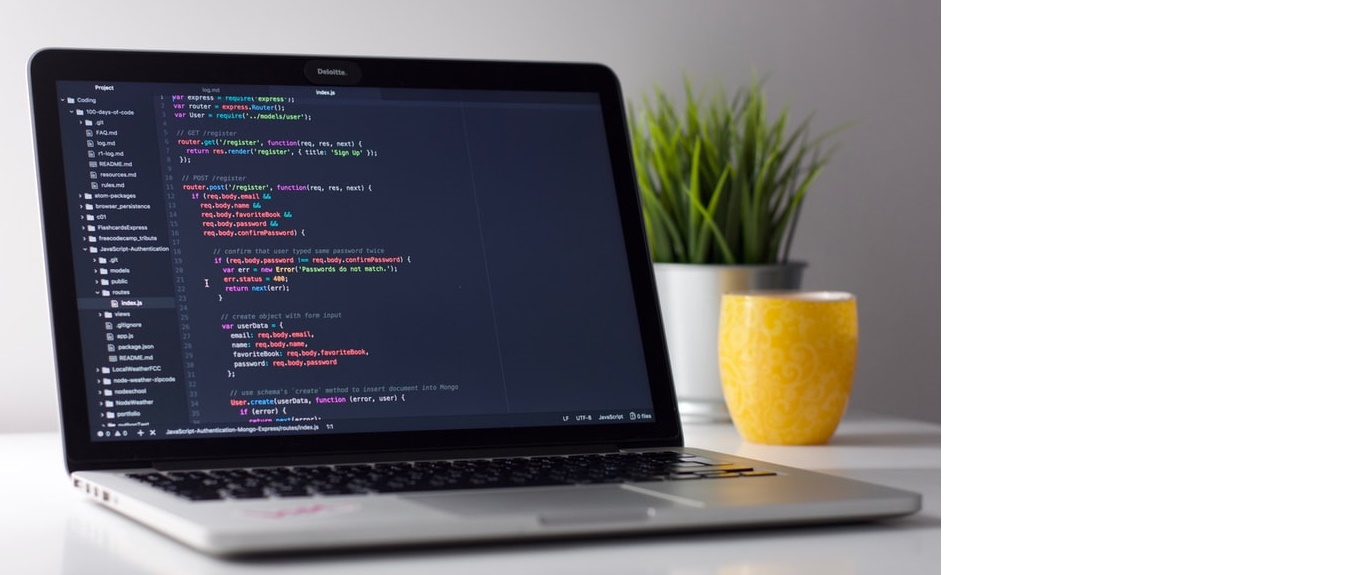 Deloitte.
Project
log.md
index.js
Coding
100-days-of-code
.git
FAQ.md
log.md
r1-log.md
README.md
resources.md
rules.md
atom-packages
browser_persistence
c01
FlashcardsExpress
freecodecamp_tribute
JavaScript-Authentication
.git
models
public
routes
index.js
views
.gitignore
app.js
package.json
README.md
LocalWeatherFCC
node-weather-zipcode
nodeschool
NodeWeather
portfolio
pythonTest
1 var express = require('express');
2 var router = express.Router();
3 var User = require('../models/user');
4
5 // GET /register
6 router.get('/register', function(req, res, next) {
7 return res.render('register', { title: 'Sign Up' });
8 });
9
10 // POST /register
11 router.post('/register', function(req, res, next) {
12 if (req.body.email &&
13 req.body.name &&
14 req.body.favoriteBook &&
15 req.body.password &&
16 req.body.confirmPassword) {
17
18 // confirm that user typed same password twice
19 if (req.body.password !== req.body.confirmPassword) {
20 var err = new Error('Passwords do not match.');
21 err.status = 400;
22 return next(err);
23 }
24
25 // create object with form input
26 var userData = {
27 email: req.body.email,
28 name: req.body.name,
29 favoriteBook: req.body.favoriteBook,
30 password: req.body.password
31 };
32
33 // use schema's `create` method to insert document into Mongo
34 User.create(userData, function (error, user) {
35 if (error) {
return next(error);
0 0 JavaScript-Authentication-Mongo-Express/routes/index.js 1:1 LF UTF-8 JavaScript 0 files